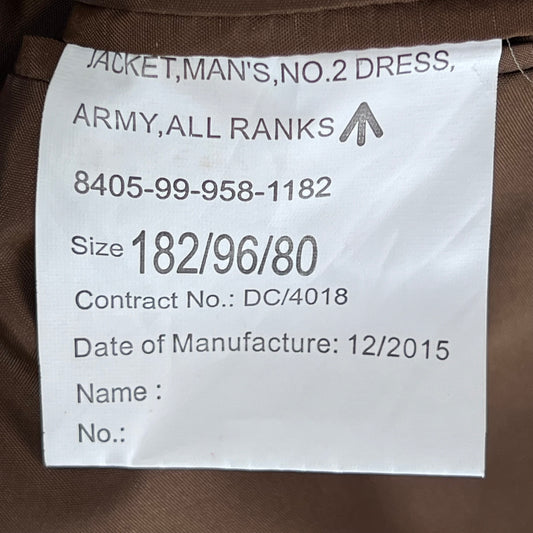 JACKET,MAN'S,NO.2 DRESS,
ARMY,ALL RANKS
8405-99-958-1182
Size 182/96/80
Contract No.: DC/4018
Date of Manufacture: 12/2015
Name :
No.: